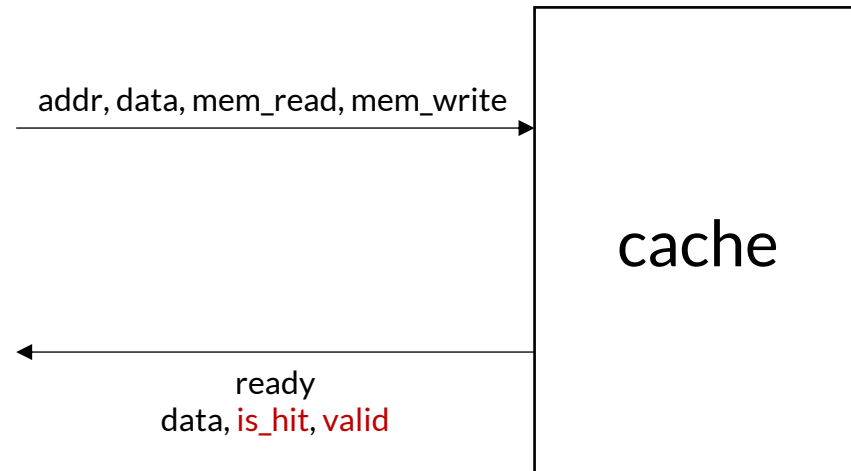 addr, data, mem_read, mem_write
cache
ready
data, is_hit, valid